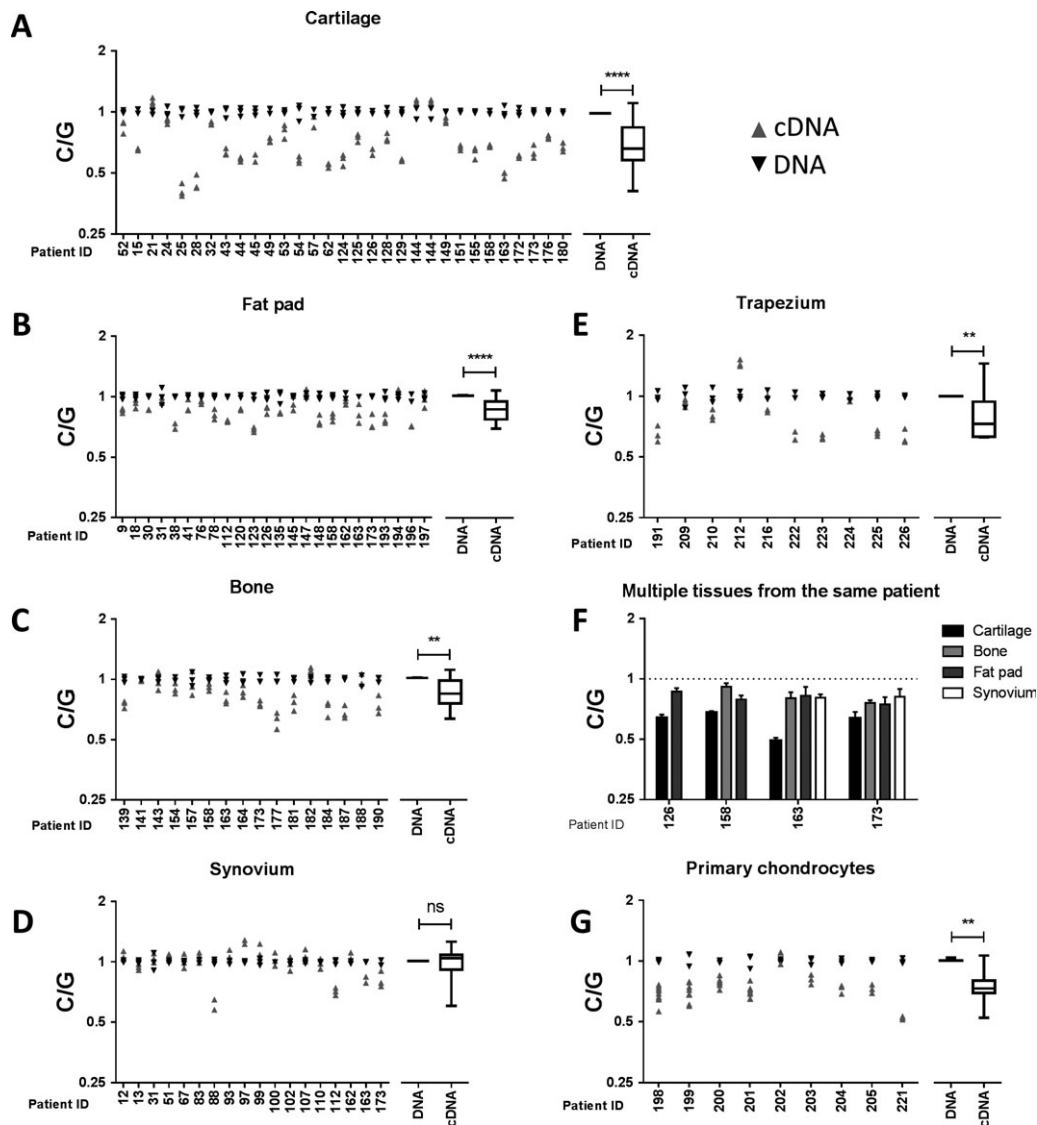 A
Cartilage
2
1
0.5
0.25
C/G
****
cDNA
DNA
Patient ID
52 15 21 24 25 28 32 43 44 45 49 53 54 57 62 124 125 126 128 129 144 144 149 151 155 158 163 172 173 176 180
DNA cDNA
B
Fat pad
2
1
0.5
0.25
C/G
****
Patient ID
9 18 30 31 38 41 76 78 112 120 123 126 135 145 147 148 158 162 163 173 193 194 196 197
DNA cDNA
E
Trapezium
2
1
0.5
0.25
C/G
**
Patient ID
191 209 210 212 216 222 223 224 225 226
DNA cDNA
C
Bone
2
1
0.5
0.25
C/G
**
Patient ID
139 141 143 154 157 158 163 164 173 177 181 182 184 187 188 190
DNA cDNA
F
Multiple tissues from the same patient
2
1
0.5
0.25
C/G
Cartilage
Bone
Fat pad
Synovium
Patient ID
126 158 163 173
D
Synovium
2
1
0.5
0.25
C/G
ns
Patient ID
12 13 31 51 67 83 88 93 97 99 100 102 107 110 112 162 163 173
DNA cDNA
G
Primary chondrocytes
2
1
0.5
0.25
C/G
**
Patient ID
198 199 200 201 202 203 204 205 221
DNA cDNA